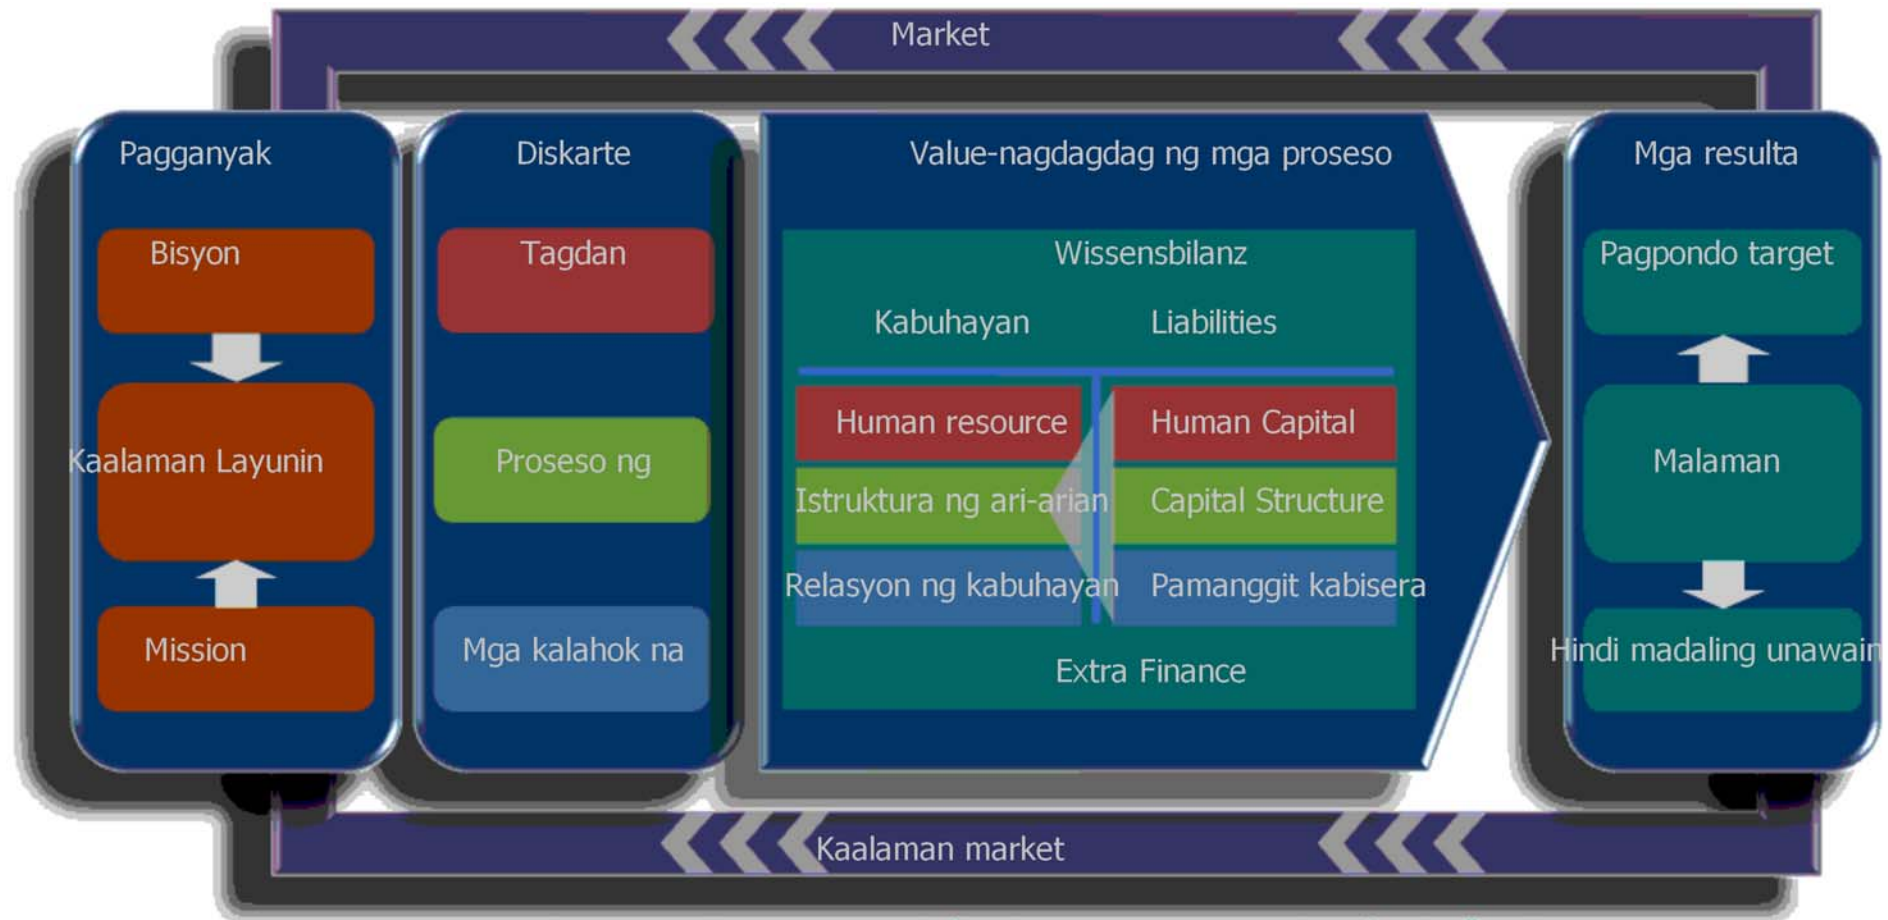 Market
Pagganyak
Bisyon
Kaalaman Layunin
Mission
Diskarte
Tagdan
Proseso ng
Mga kalahok na
Value-nagdagdag ng mga proseso
Wissensbilanz
Kabuhayan
Liabilities
Human resource
Human Capital
Istruktura ng ari-arian
Capital Structure
Relasyon ng kabuhayan
Pamanggit kabisera
Extra Finance
Mga resulta
Pagpondo target
Malaman
Hindi madaling unawain
Kaalaman market